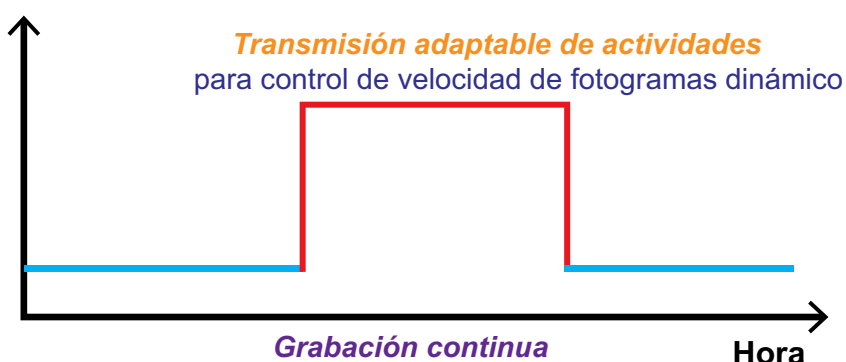 Transmisión adaptable de actividades
para control de velocidad de fotogramas dinámico
Grabación continua
Hora